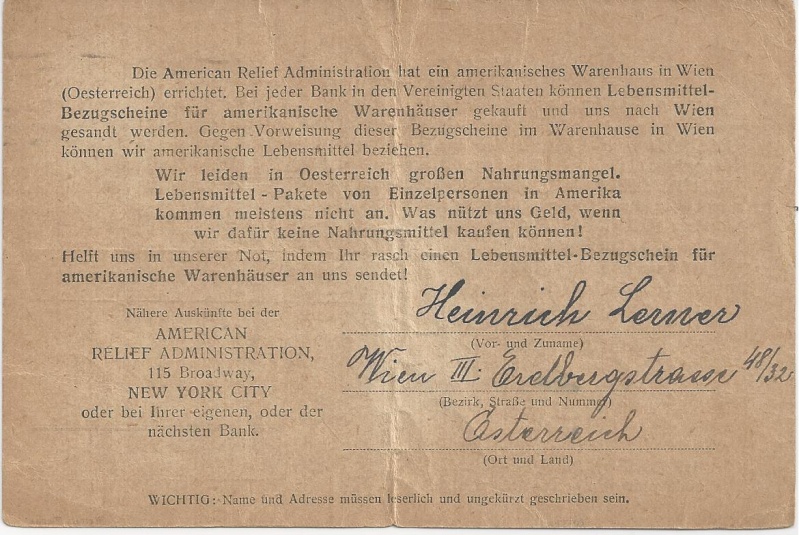 Die American Relief Administration hat ein amerikanisches Warenhaus in Wien
(Oesterreich) errichtet. Bei jeder Bank in den Vereinigten Staaten können Lebensmittel-
Bezugscheine für amerikanische Warenhäuser gekauft und uns nach Wien
gesandt werden. Gegen Vorweisung dieser Bezugscheine im Warenhause in Wien
können wir amerikanische Lebensmittel beziehen.
Wir leiden in Oesterreich großen Nahrungsmangel.
Lebensmittel - Pakete von Einzelpersonen in Amerika
kommen meistens nicht an. Was nützt uns Geld, wenn
wir dafür keine Nahrungsmittel kaufen können!
Helft uns in unserer Not, indem Ihr rasch einen Lebensmittel-Bezugschein für
amerikanische Warenhäuser an uns sendet!
Nähere Auskünfte bei der
AMERICAN
RELIEF ADMINISTRATION,
115 Broadway,
NEW YORK CITY
oder bei Ihrer eigenen, oder der
nächsten Bank.
Heinrich Lerner
(Vor- und Zuname)
Wien III. Erdbergstrasse 48/32
(Bezirk, Straße und Nummer)
Österreich
(Ort und Land)
WICHTIG: Name und Adresse müssen leserlich und ungekürzt geschrieben sein.